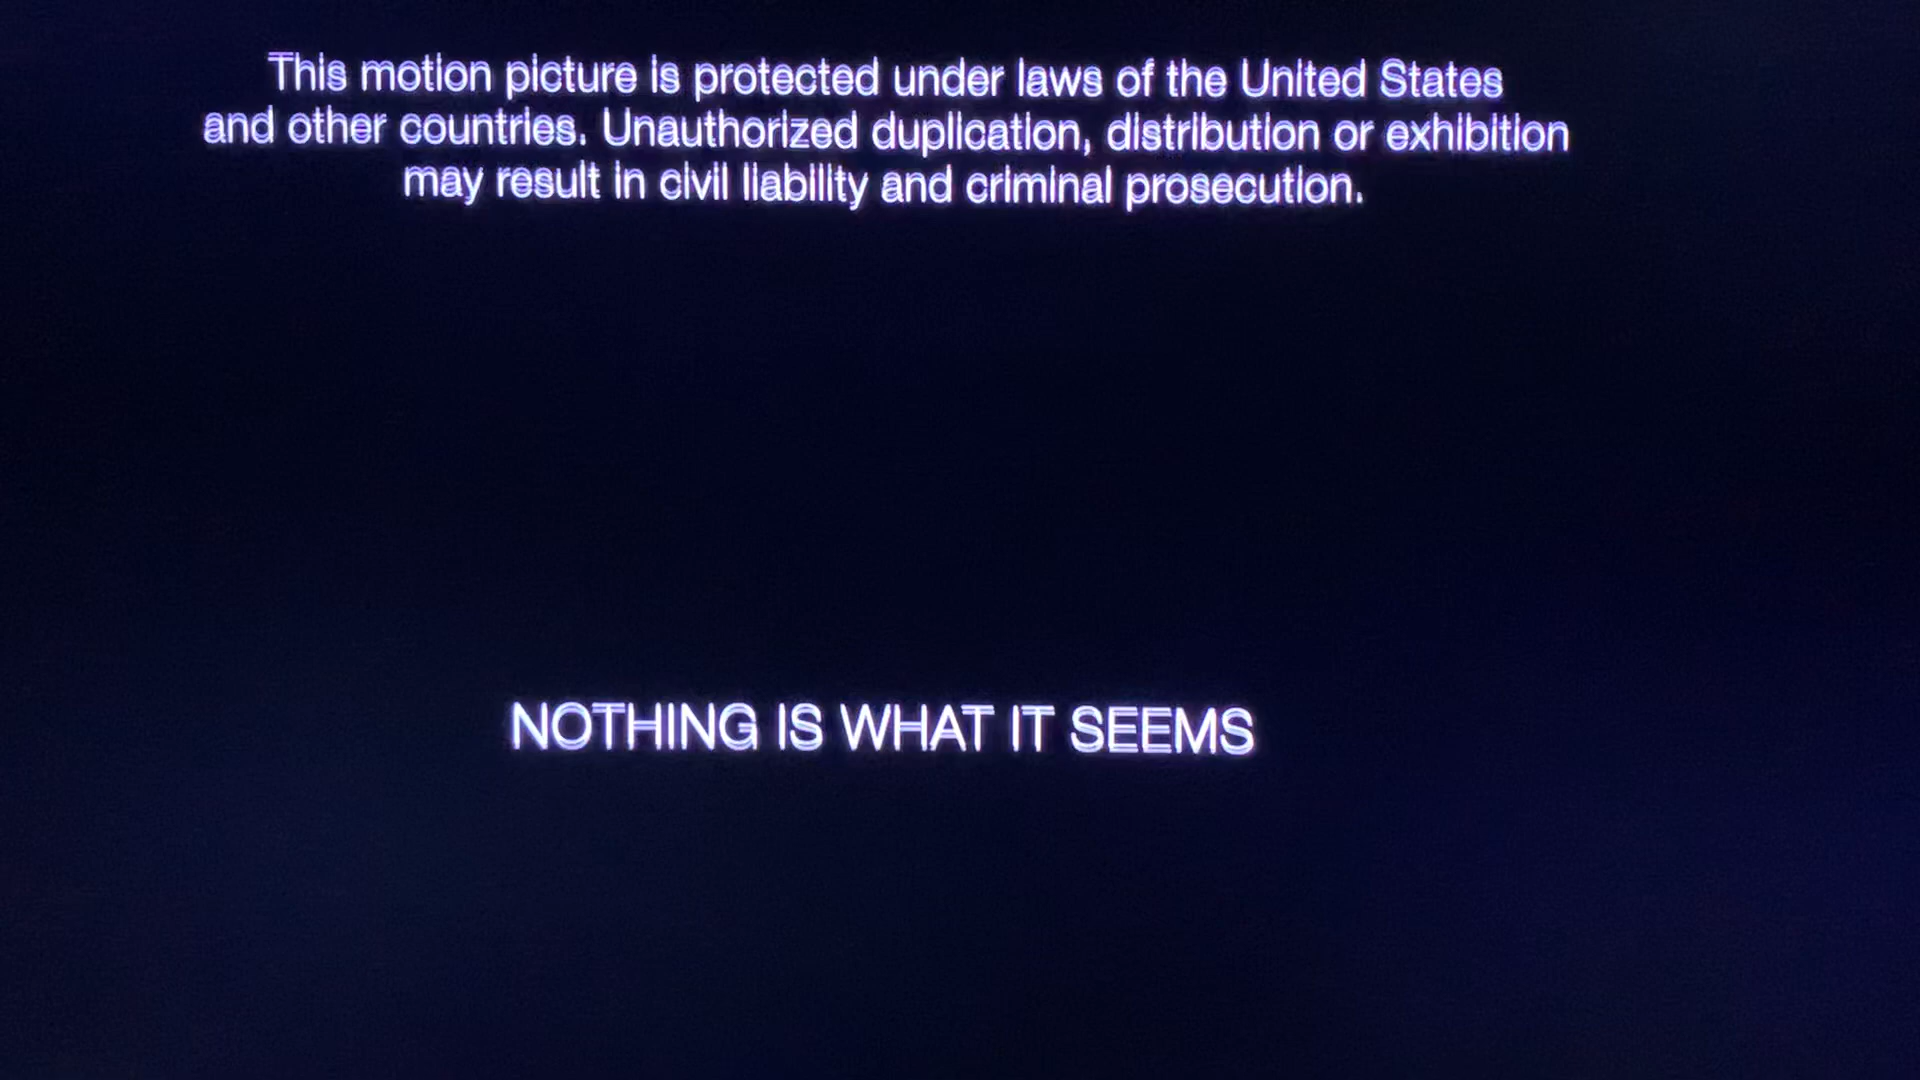 This motion picture is protected under laws of the United States
and other countries. Unauthorized duplication, distribution or exhibition
may result in civil liability and criminal prosecution.
NOTHING IS WHAT IT SEEMS